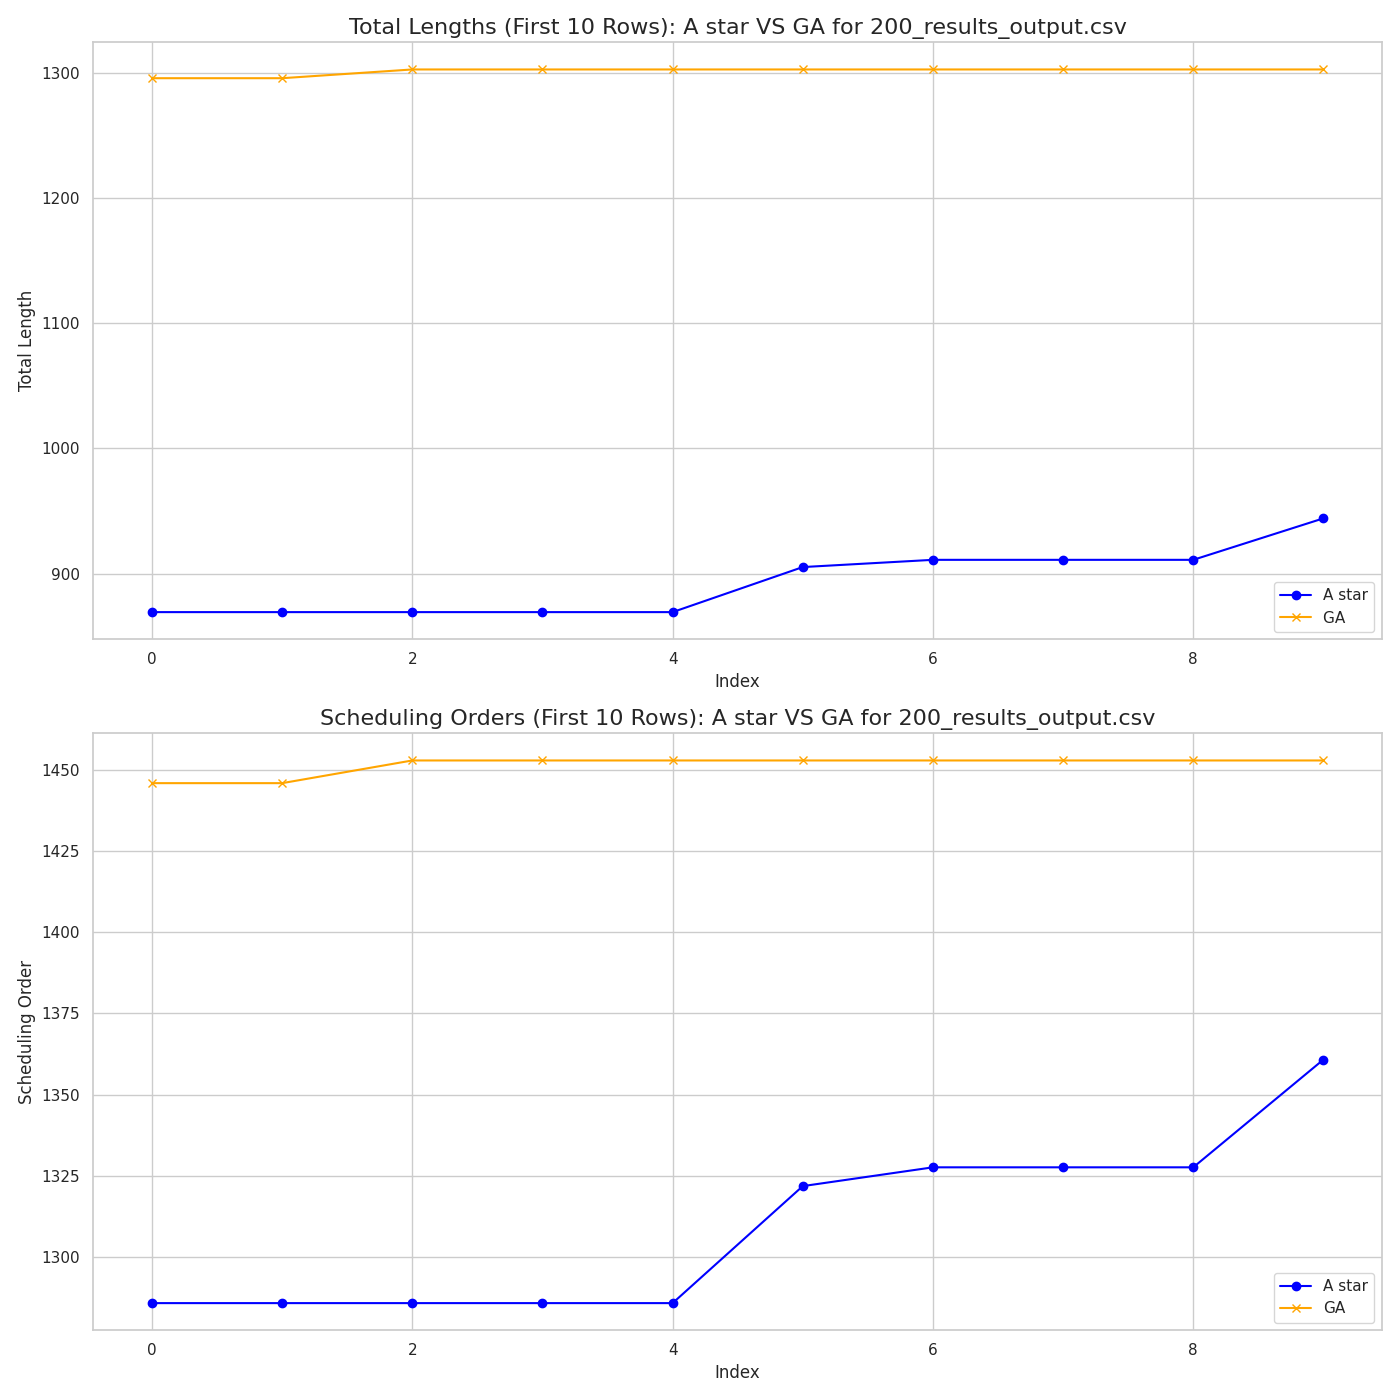 Total Lengths (First 10 Rows): A star VS GA for 200_results_output.csv
1300
1200
1100
1000
900
Total Length
A star
GA
0 2 4 6 8
Index
Scheduling Orders (First 10 Rows): A star VS GA for 200_results_output.csv
1450
1425
1400
1375
1350
1325
1300
Scheduling Order
A star
GA
0 2 4 6 8
Index